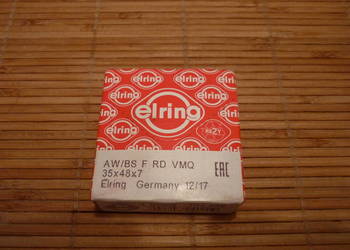 elring
AW/BS F RD VMQ
35x48x7
Elring Germany 12/17
EAC